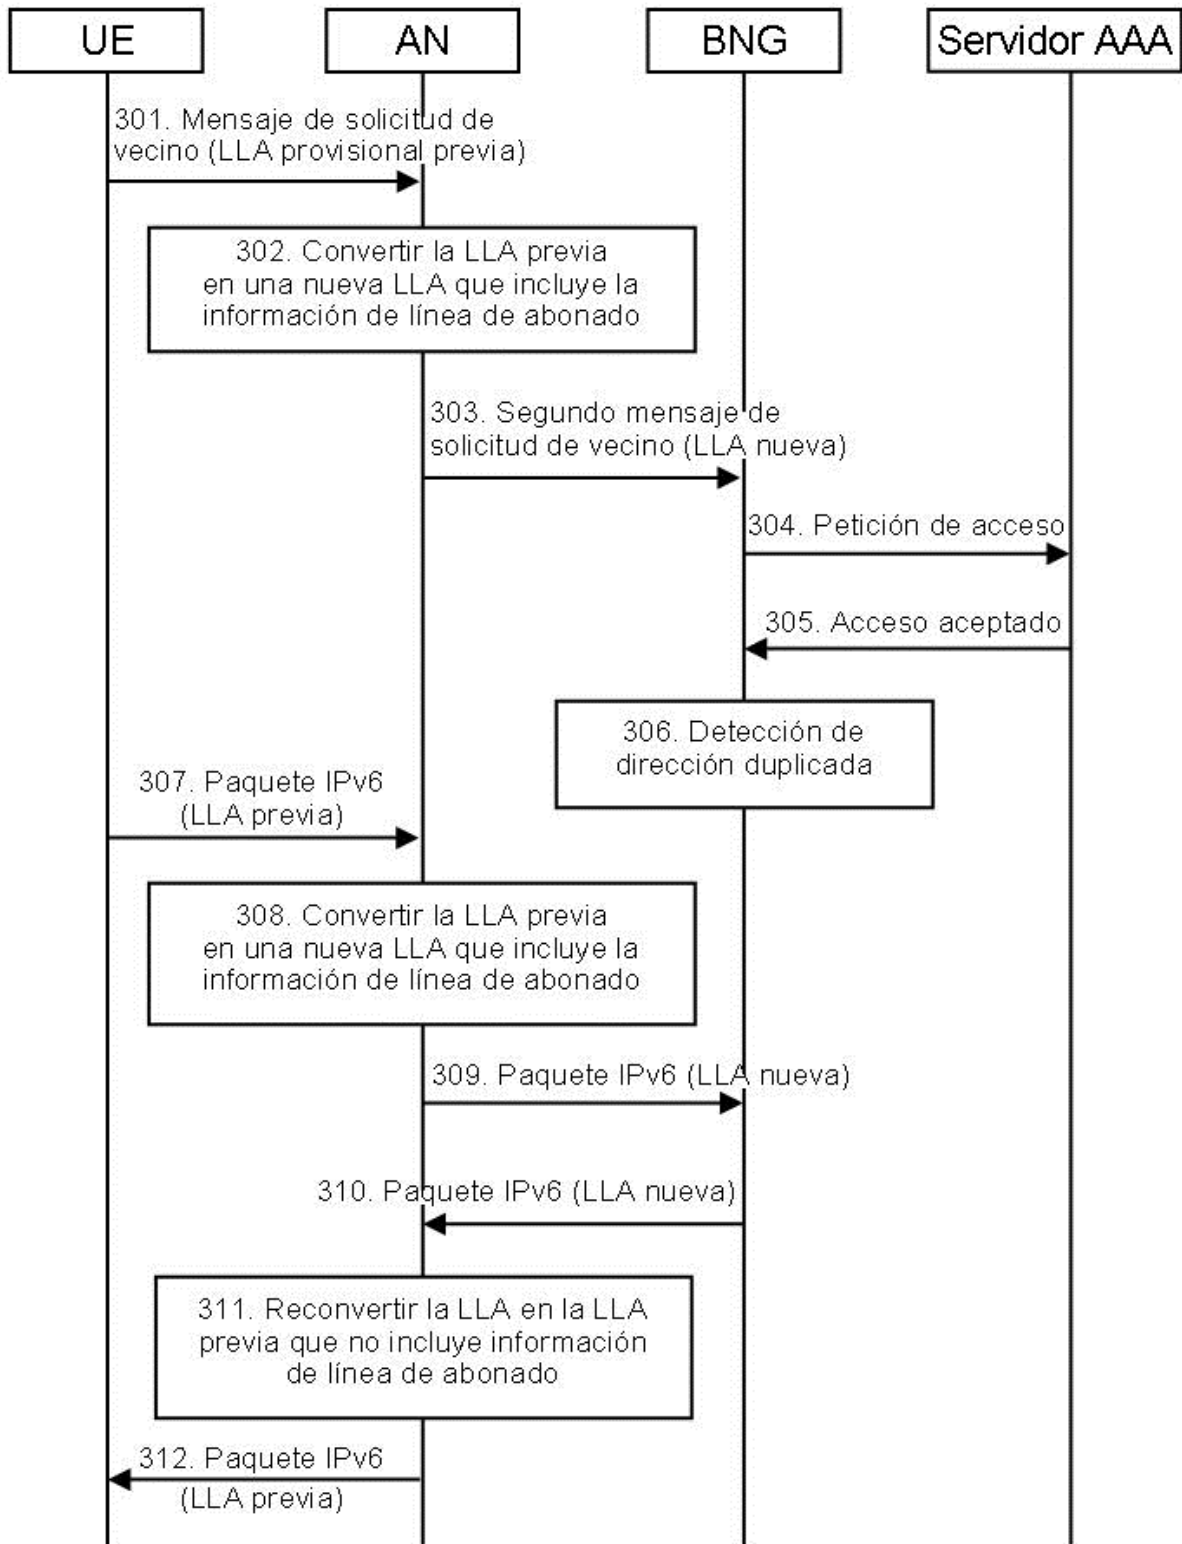 UE
AN
BNG
Servidor AAA
301. Mensaje de solicitud de
vecino (LLA provisional previa)
302. Convertir la LLA previa
en una nueva LLA que incluye la
información de línea de abonado
303. Segundo mensaje de
solicitud de vecino (LLA nueva)
304. Petición de acceso
305. Acceso aceptado
306. Detección de
dirección duplicada
307. Paquete IPv6
(LLA previa)
308. Convertir la LLA previa
en una nueva LLA que incluye la
información de línea de abonado
309. Paquete IPv6 (LLA nueva)
310. Paquete IPv6 (LLA nueva)
311. Reconvertir la LLA en la LLA
previa que no incluye información
de línea de abonado
312. Paquete IPv6
(LLA previa)